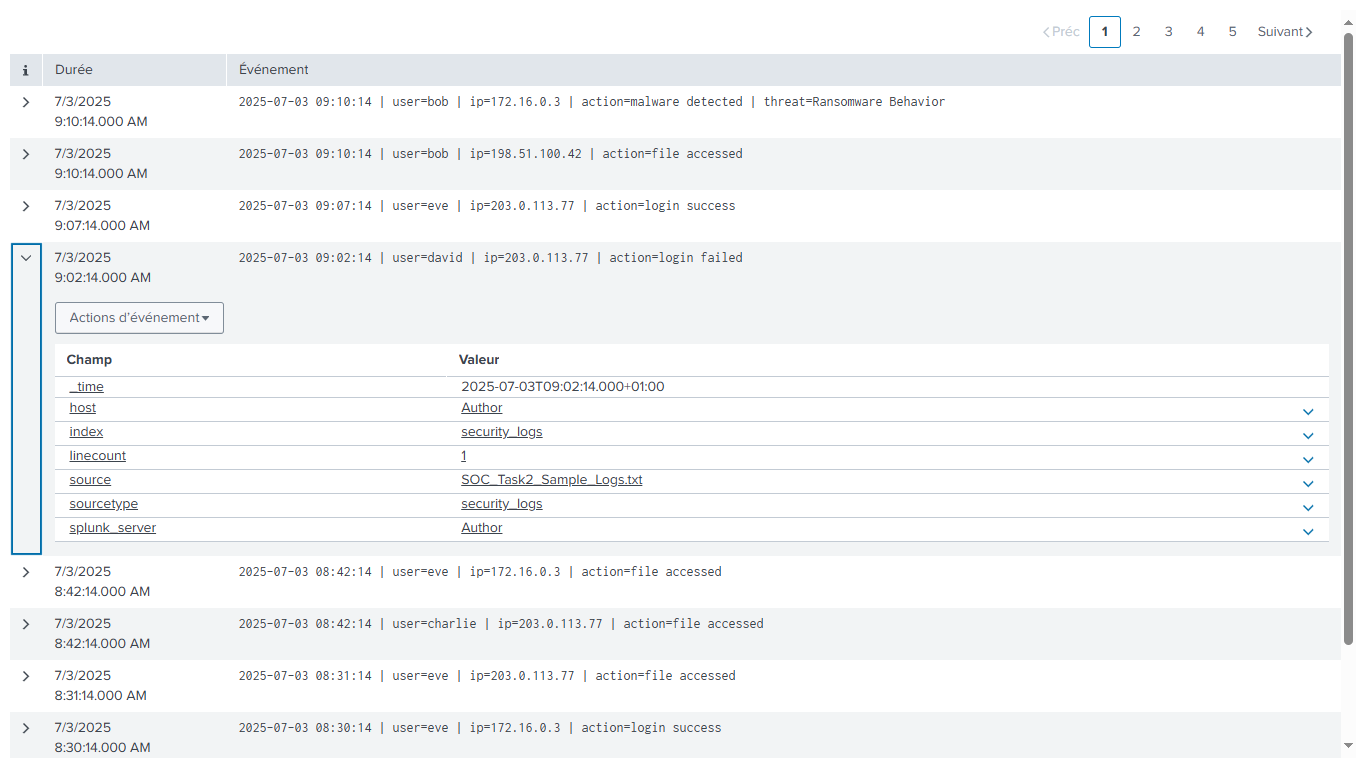 Préc 1 2 3 4 5 Suivant
i Durée Événement
7/3/2025 2025-07-03 09:10:14 | user=bob | ip=172.16.0.3 | action=malware detected | threat=Ransomware Behavior
9:10:14.000 AM
7/3/2025 2025-07-03 09:10:14 | user=bob | ip=198.51.100.42 | action=file accessed
9:10:14.000 AM
7/3/2025 2025-07-03 09:07:14 | user=eve | ip=203.0.113.77 | action=login success
9:07:14.000 AM
7/3/2025 2025-07-03 09:02:14 | user=david | ip=203.0.113.77 | action=login failed
9:02:14.000 AM
Actions d’événement
Champ Valeur
_time 2025-07-03T09:02:14.000+01:00
host Author
index security_logs
linecount 1
source SOC_Task2_Sample_Logs.txt
sourcetype security_logs
splunk_server Author
7/3/2025 2025-07-03 08:42:14 | user=eve | ip=172.16.0.3 | action=file accessed
8:42:14.000 AM
7/3/2025 2025-07-03 08:42:14 | user=charlie | ip=203.0.113.77 | action=file accessed
8:42:14.000 AM
7/3/2025 2025-07-03 08:31:14 | user=eve | ip=203.0.113.77 | action=file accessed
8:31:14.000 AM
7/3/2025 2025-07-03 08:30:14 | user=eve | ip=172.16.0.3 | action=login success
8:30:14.000 AM